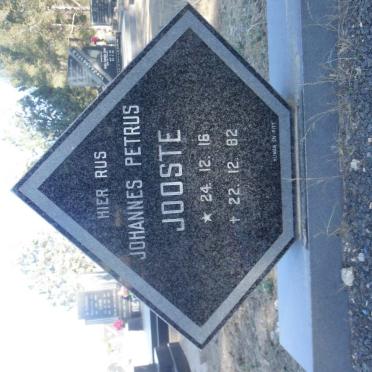 HIER RUS
JOHANNES PETRUS
JOOSTE
★ 24. 12. 16
✝ 22. 12. 82